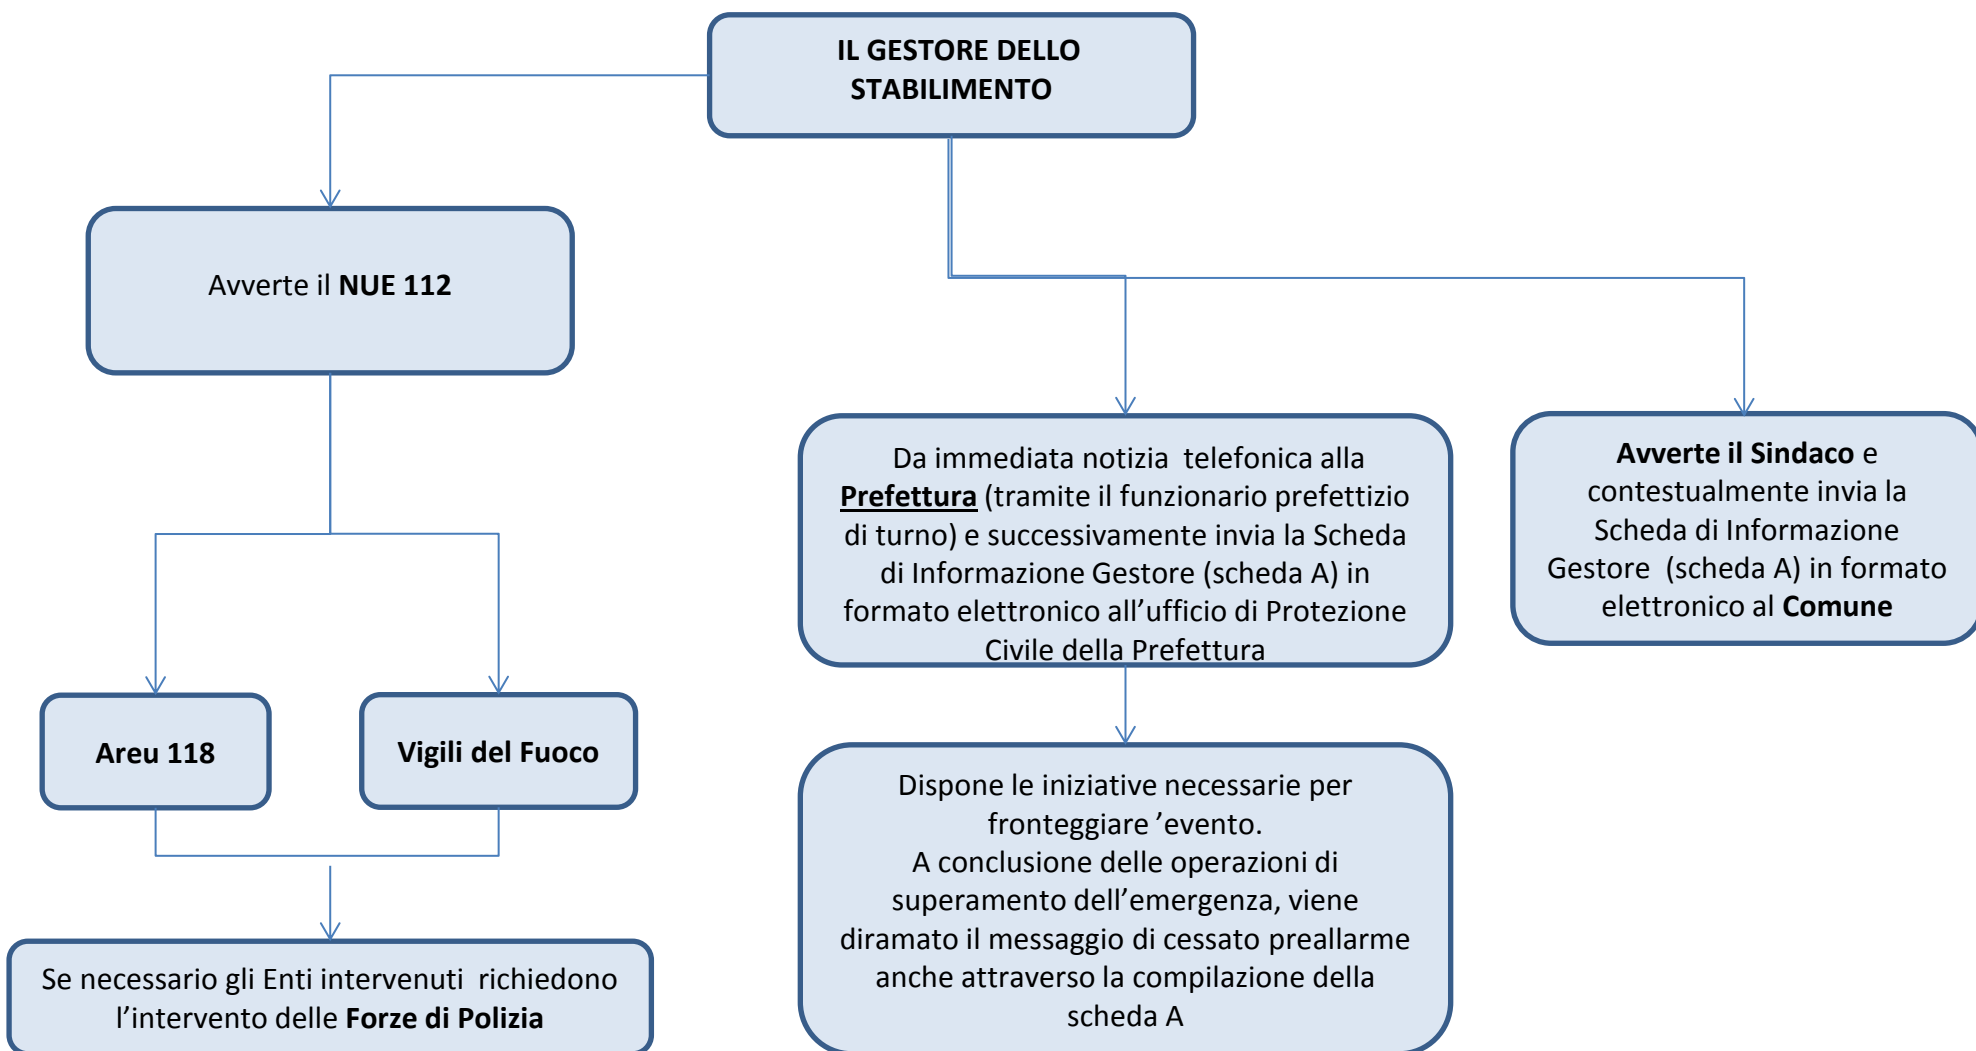 IL GESTORE DELLO
STABILIMENTO
Avverte il NUE 112
Da immediata notizia  telefonica alla
Prefettura (tramite il funzionario prefettizio
di turno) e successivamente invia la Scheda
di Informazione Gestore (scheda A) in
formato elettronico all’ufficio di Protezione
Civile della Prefettura
Avverte il Sindaco e
contestualmente invia la
Scheda di Informazione
Gestore  (scheda A) in formato
elettronico al Comune
Areu 118
Vigili del Fuoco
Dispone le iniziative necessarie per
fronteggiare ’evento.
A conclusione delle operazioni di
superamento dell’emergenza, viene
diramato il messaggio di cessato preallarme
anche attraverso la compilazione della
scheda A
Se necessario gli Enti intervenuti  richiedono
l’intervento delle Forze di Polizia